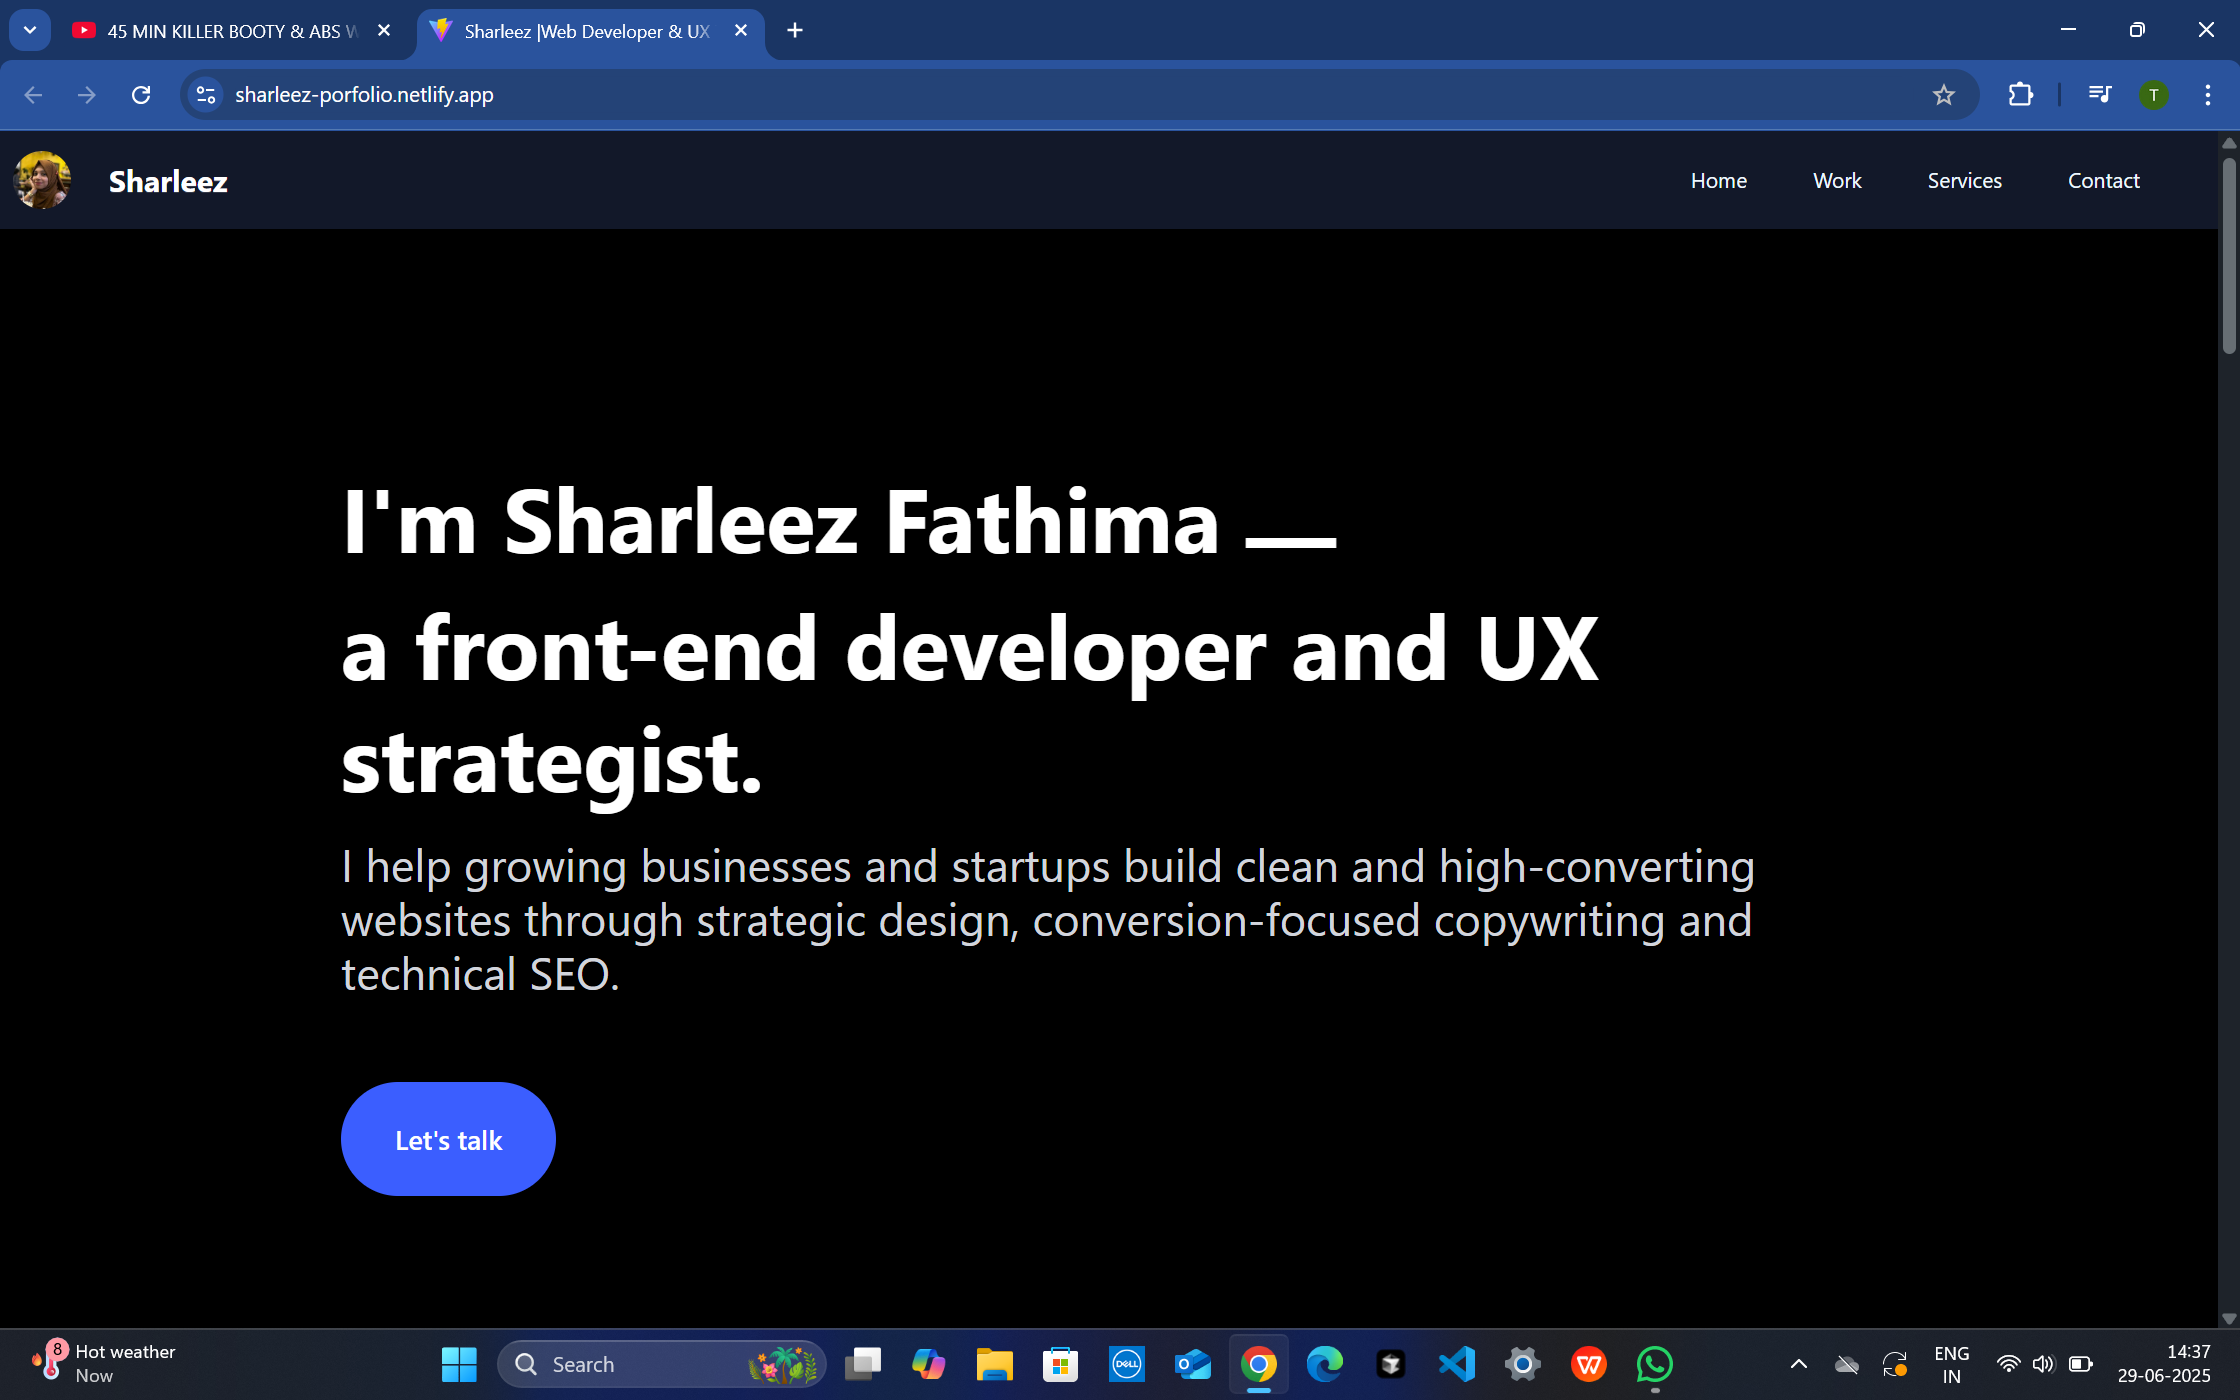 45 MIN KILLER BOOTY & ABS W
Sharleez |Web Developer & UX
sharleez-porfolio.netlify.app
T
Sharleez
Home
Work
Services
Contact
I'm Sharleez Fathima __
a front-end developer and UX
strategist.
I help growing businesses and startups build clean and high-converting
websites through strategic design, conversion-focused copywriting and
technical SEO.
Let's talk
8
Hot weather
Now
Search
DELL
ENG
IN
14:37
29-06-2025